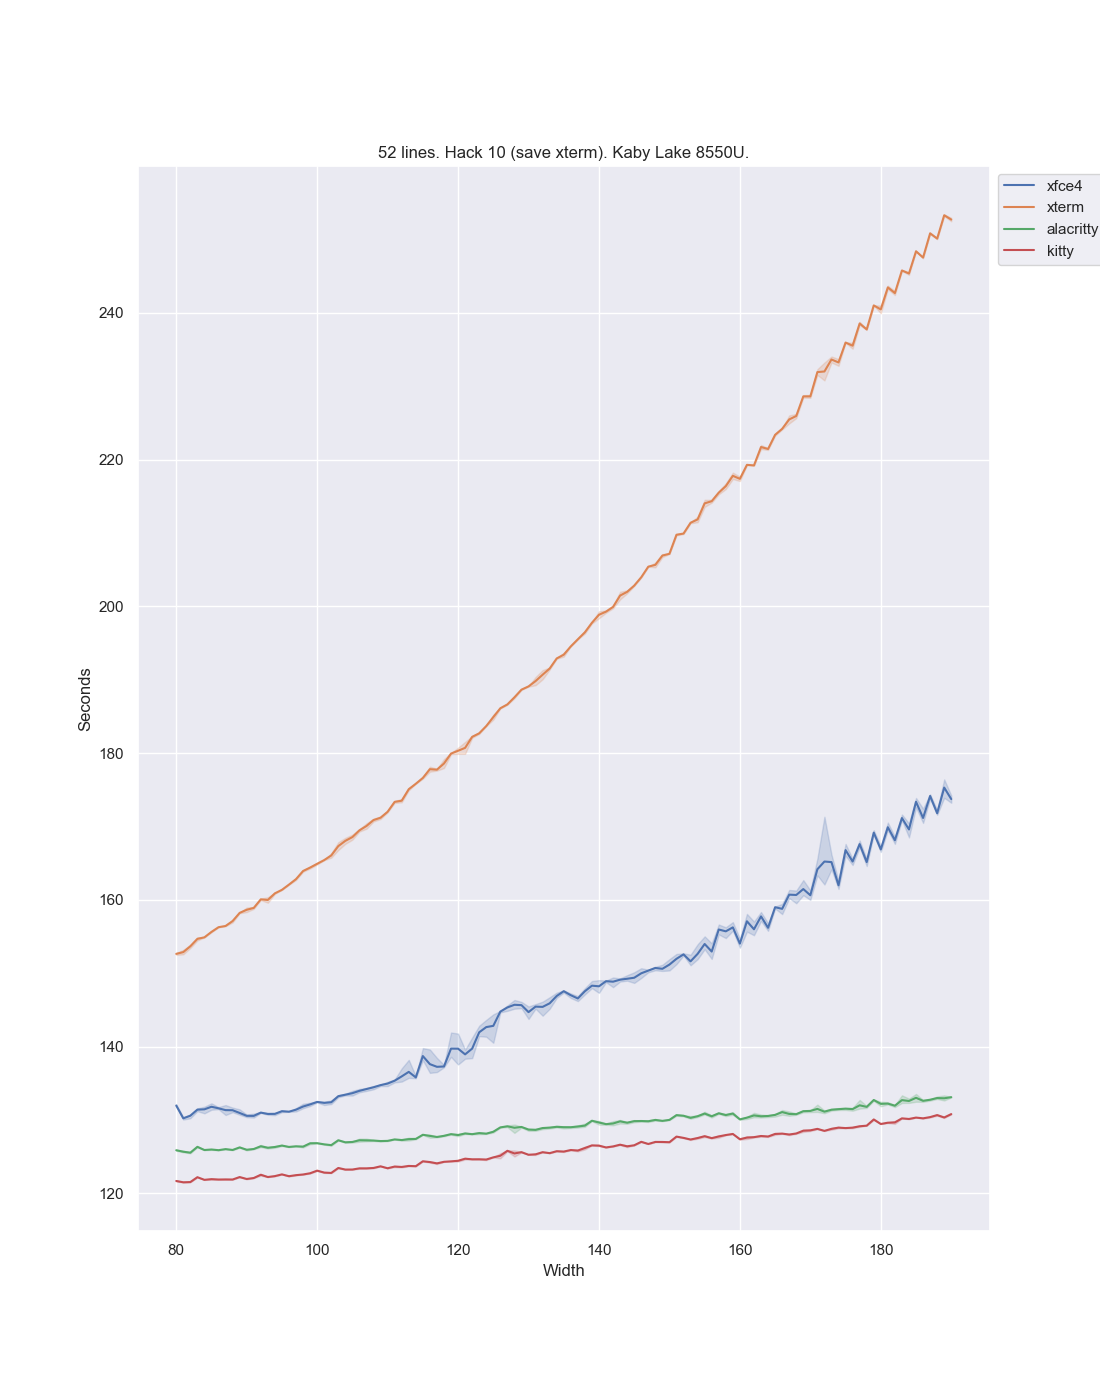 52 lines. Hack 10 (save xterm). Kaby Lake 8550U.
xfce4
xterm
alacritty
kitty
240
220
200
180
160
140
120
Seconds
80 100 120 140 160 180
Width